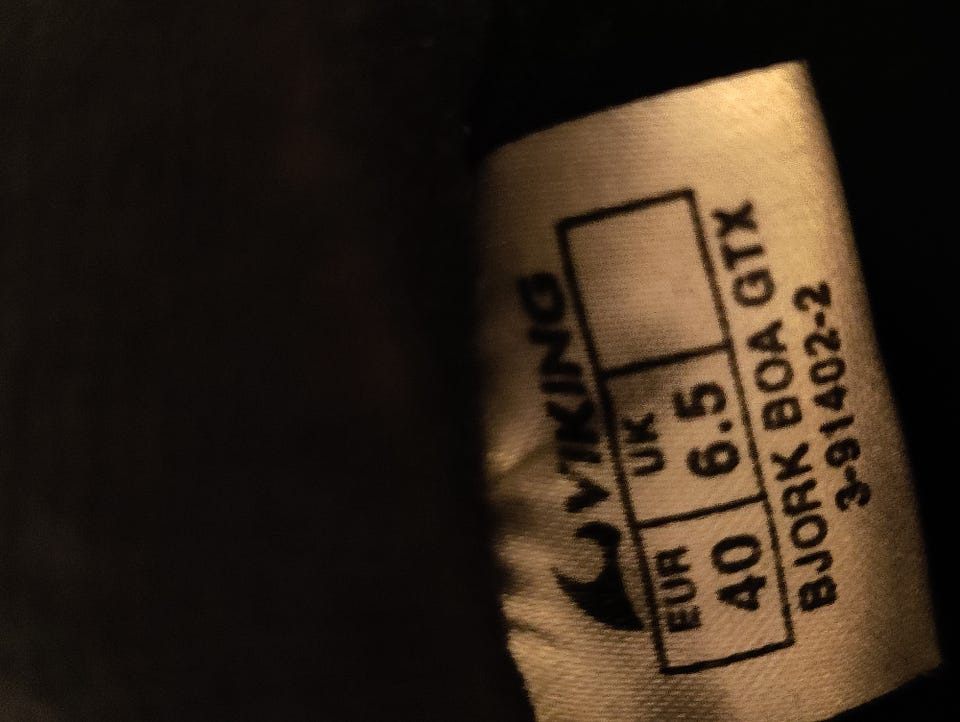 VIKING
EUR UK
40 6.5
BJORK BOA GTX
3-91402-2